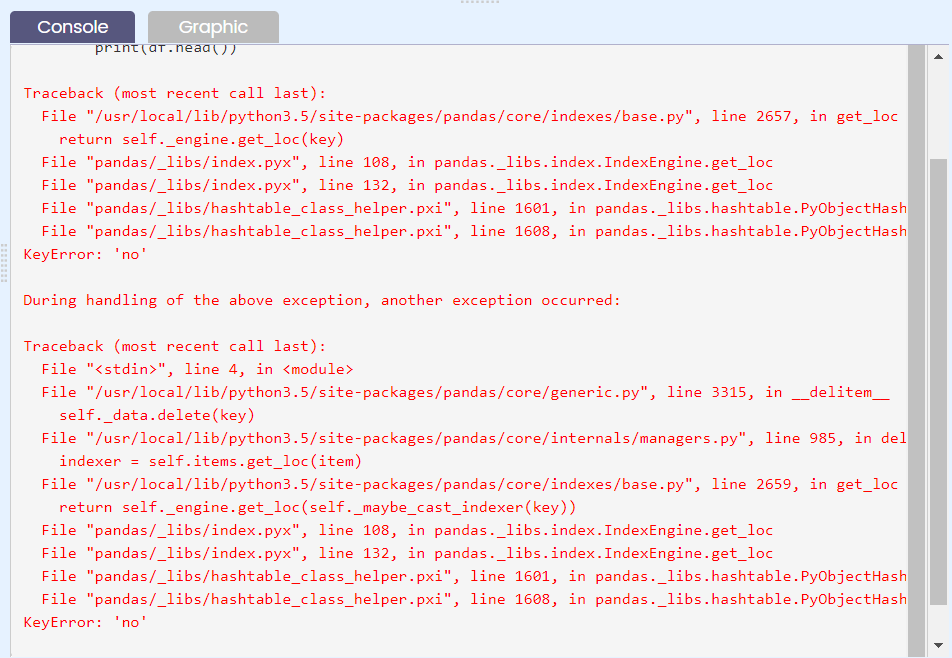 Console
Graphic
print(df.head())
Traceback (most recent call last):
File "/usr/local/lib/python3.5/site-packages/pandas/core/indexes/base.py", line 2657, in get_loc
return self._engine.get_loc(key)
File "pandas/_libs/index.pyx", line 108, in pandas._libs.index.IndexEngine.get_loc
File "pandas/_libs/index.pyx", line 132, in pandas._libs.index.IndexEngine.get_loc
File "pandas/_libs/hashtable_class_helper.pxi", line 1601, in pandas._libs.hashtable.PyObjectHash
File "pandas/_libs/hashtable_class_helper.pxi", line 1608, in pandas._libs.hashtable.PyObjectHash
KeyError: 'no'
During handling of the above exception, another exception occurred:
Traceback (most recent call last):
File "<stdin>", line 4, in <module>
File "/usr/local/lib/python3.5/site-packages/pandas/core/generic.py", line 3315, in __delitem__
self._data.delete(key)
File "/usr/local/lib/python3.5/site-packages/pandas/core/internals/managers.py", line 985, in del
indexer = self.items.get_loc(item)
File "/usr/local/lib/python3.5/site-packages/pandas/core/indexes/base.py", line 2659, in get_loc
return self._engine.get_loc(self._maybe_cast_indexer(key))
File "pandas/_libs/index.pyx", line 108, in pandas._libs.index.IndexEngine.get_loc
File "pandas/_libs/index.pyx", line 132, in pandas._libs.index.IndexEngine.get_loc
File "pandas/_libs/hashtable_class_helper.pxi", line 1601, in pandas._libs.hashtable.PyObjectHash
File "pandas/_libs/hashtable_class_helper.pxi", line 1608, in pandas._libs.hashtable.PyObjectHash
KeyError: 'no'